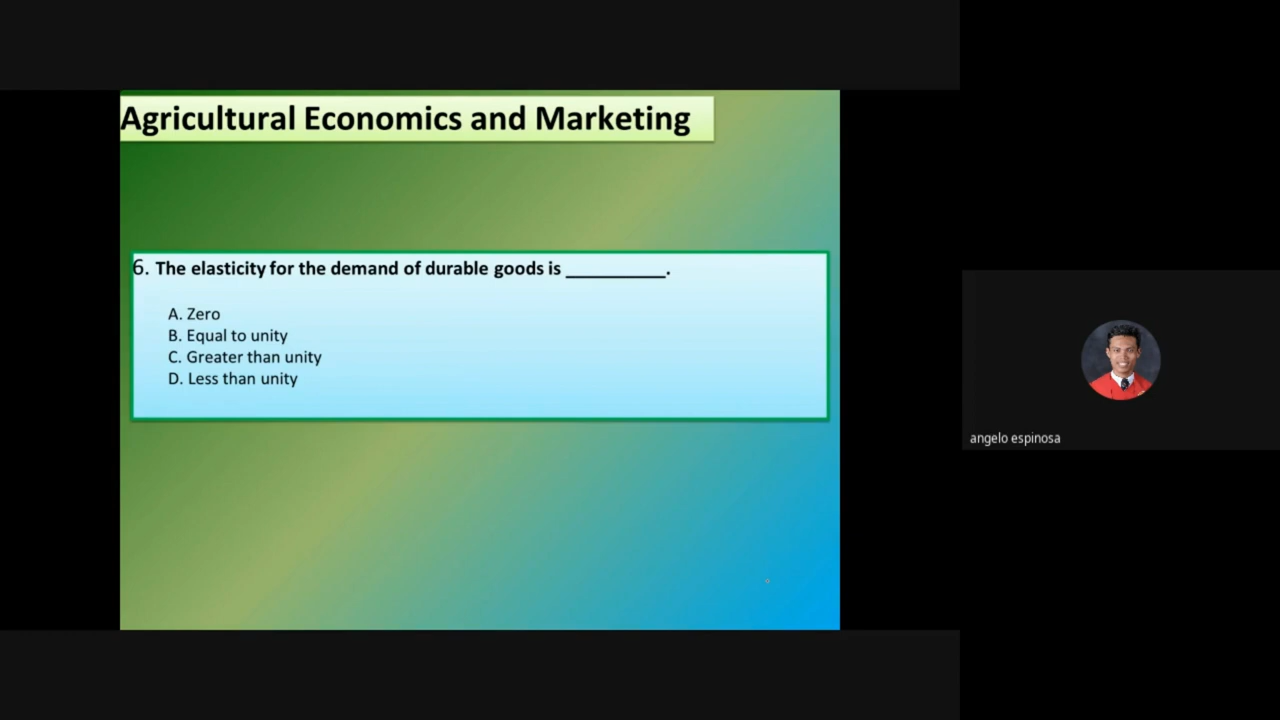 Agricultural Economics and Marketing
6. The elasticity for the demand of durable goods is __________.
A. Zero
B. Equal to unity
C. Greater than unity
D. Less than unity
angelo espinosa